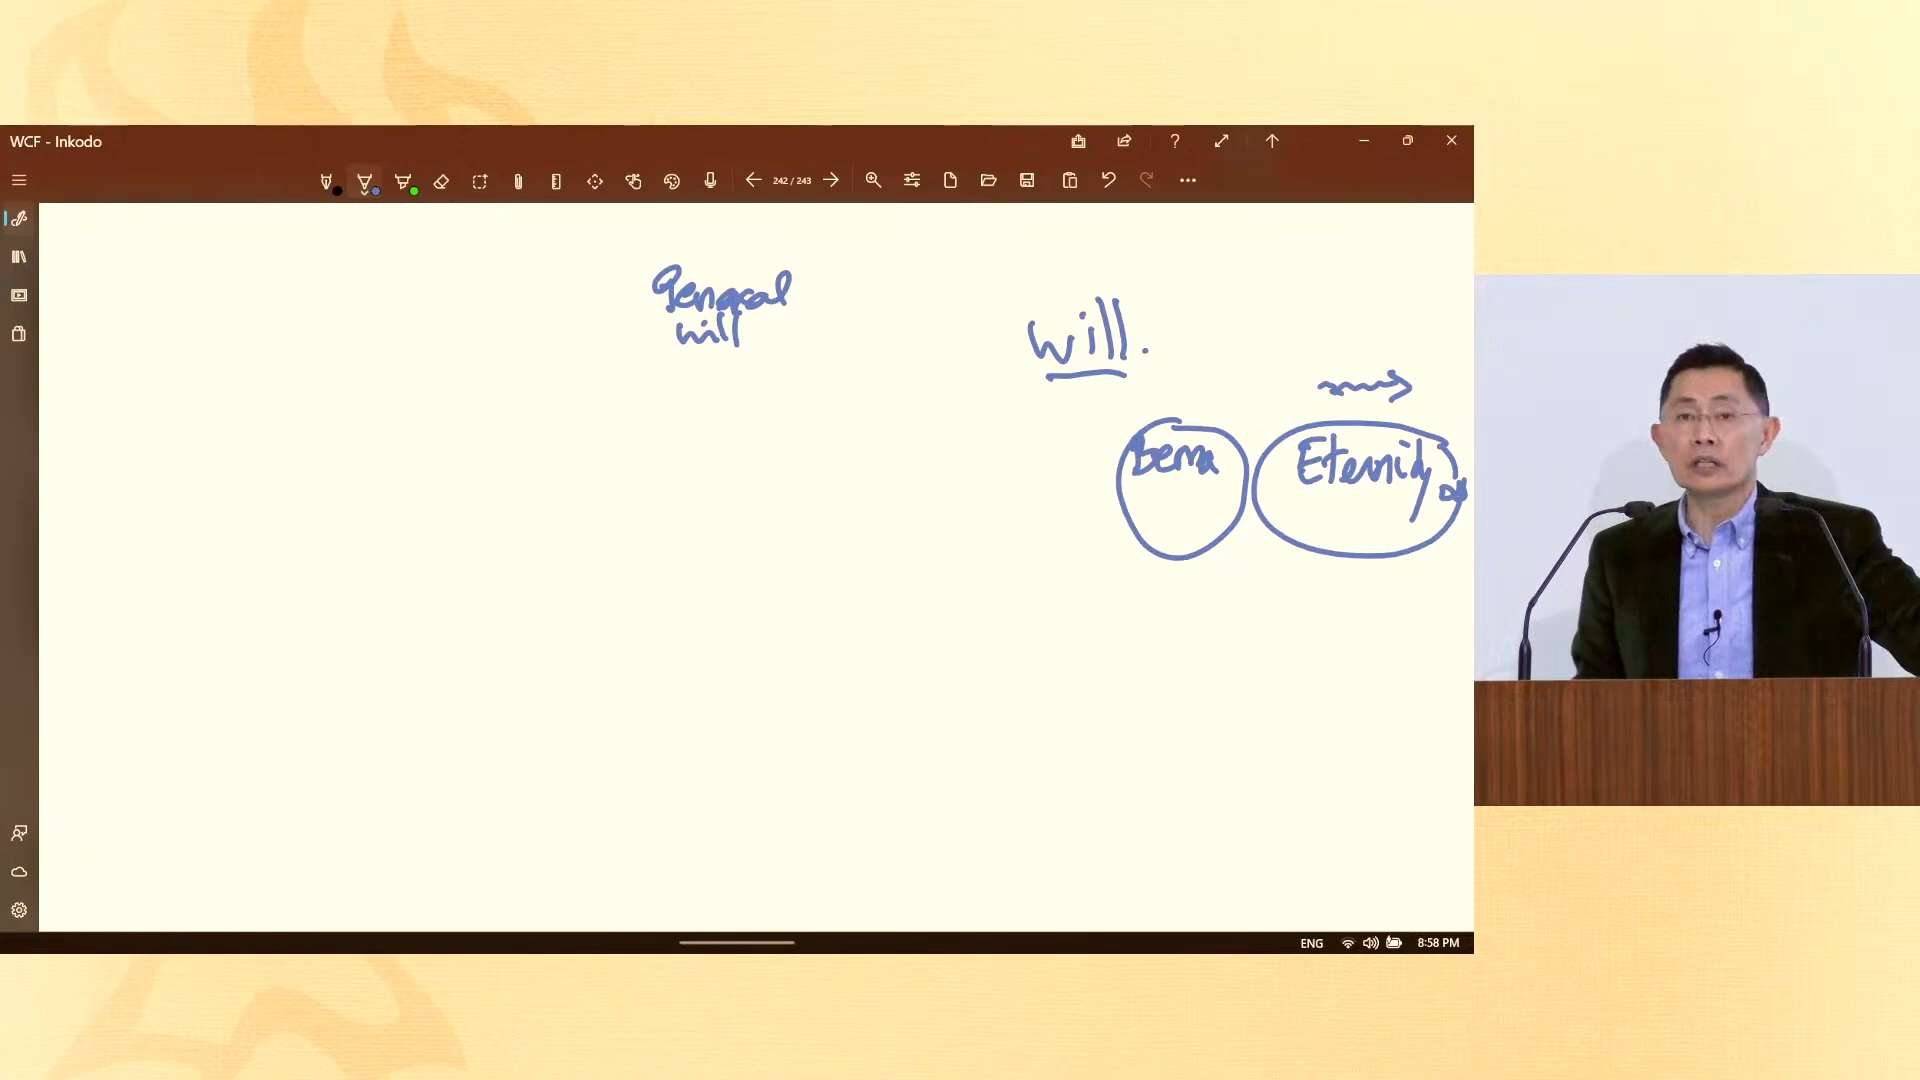 WCF - Inkodo
242 / 243
General
will
will.
Bema
Eternity
ENG
8:58 PM